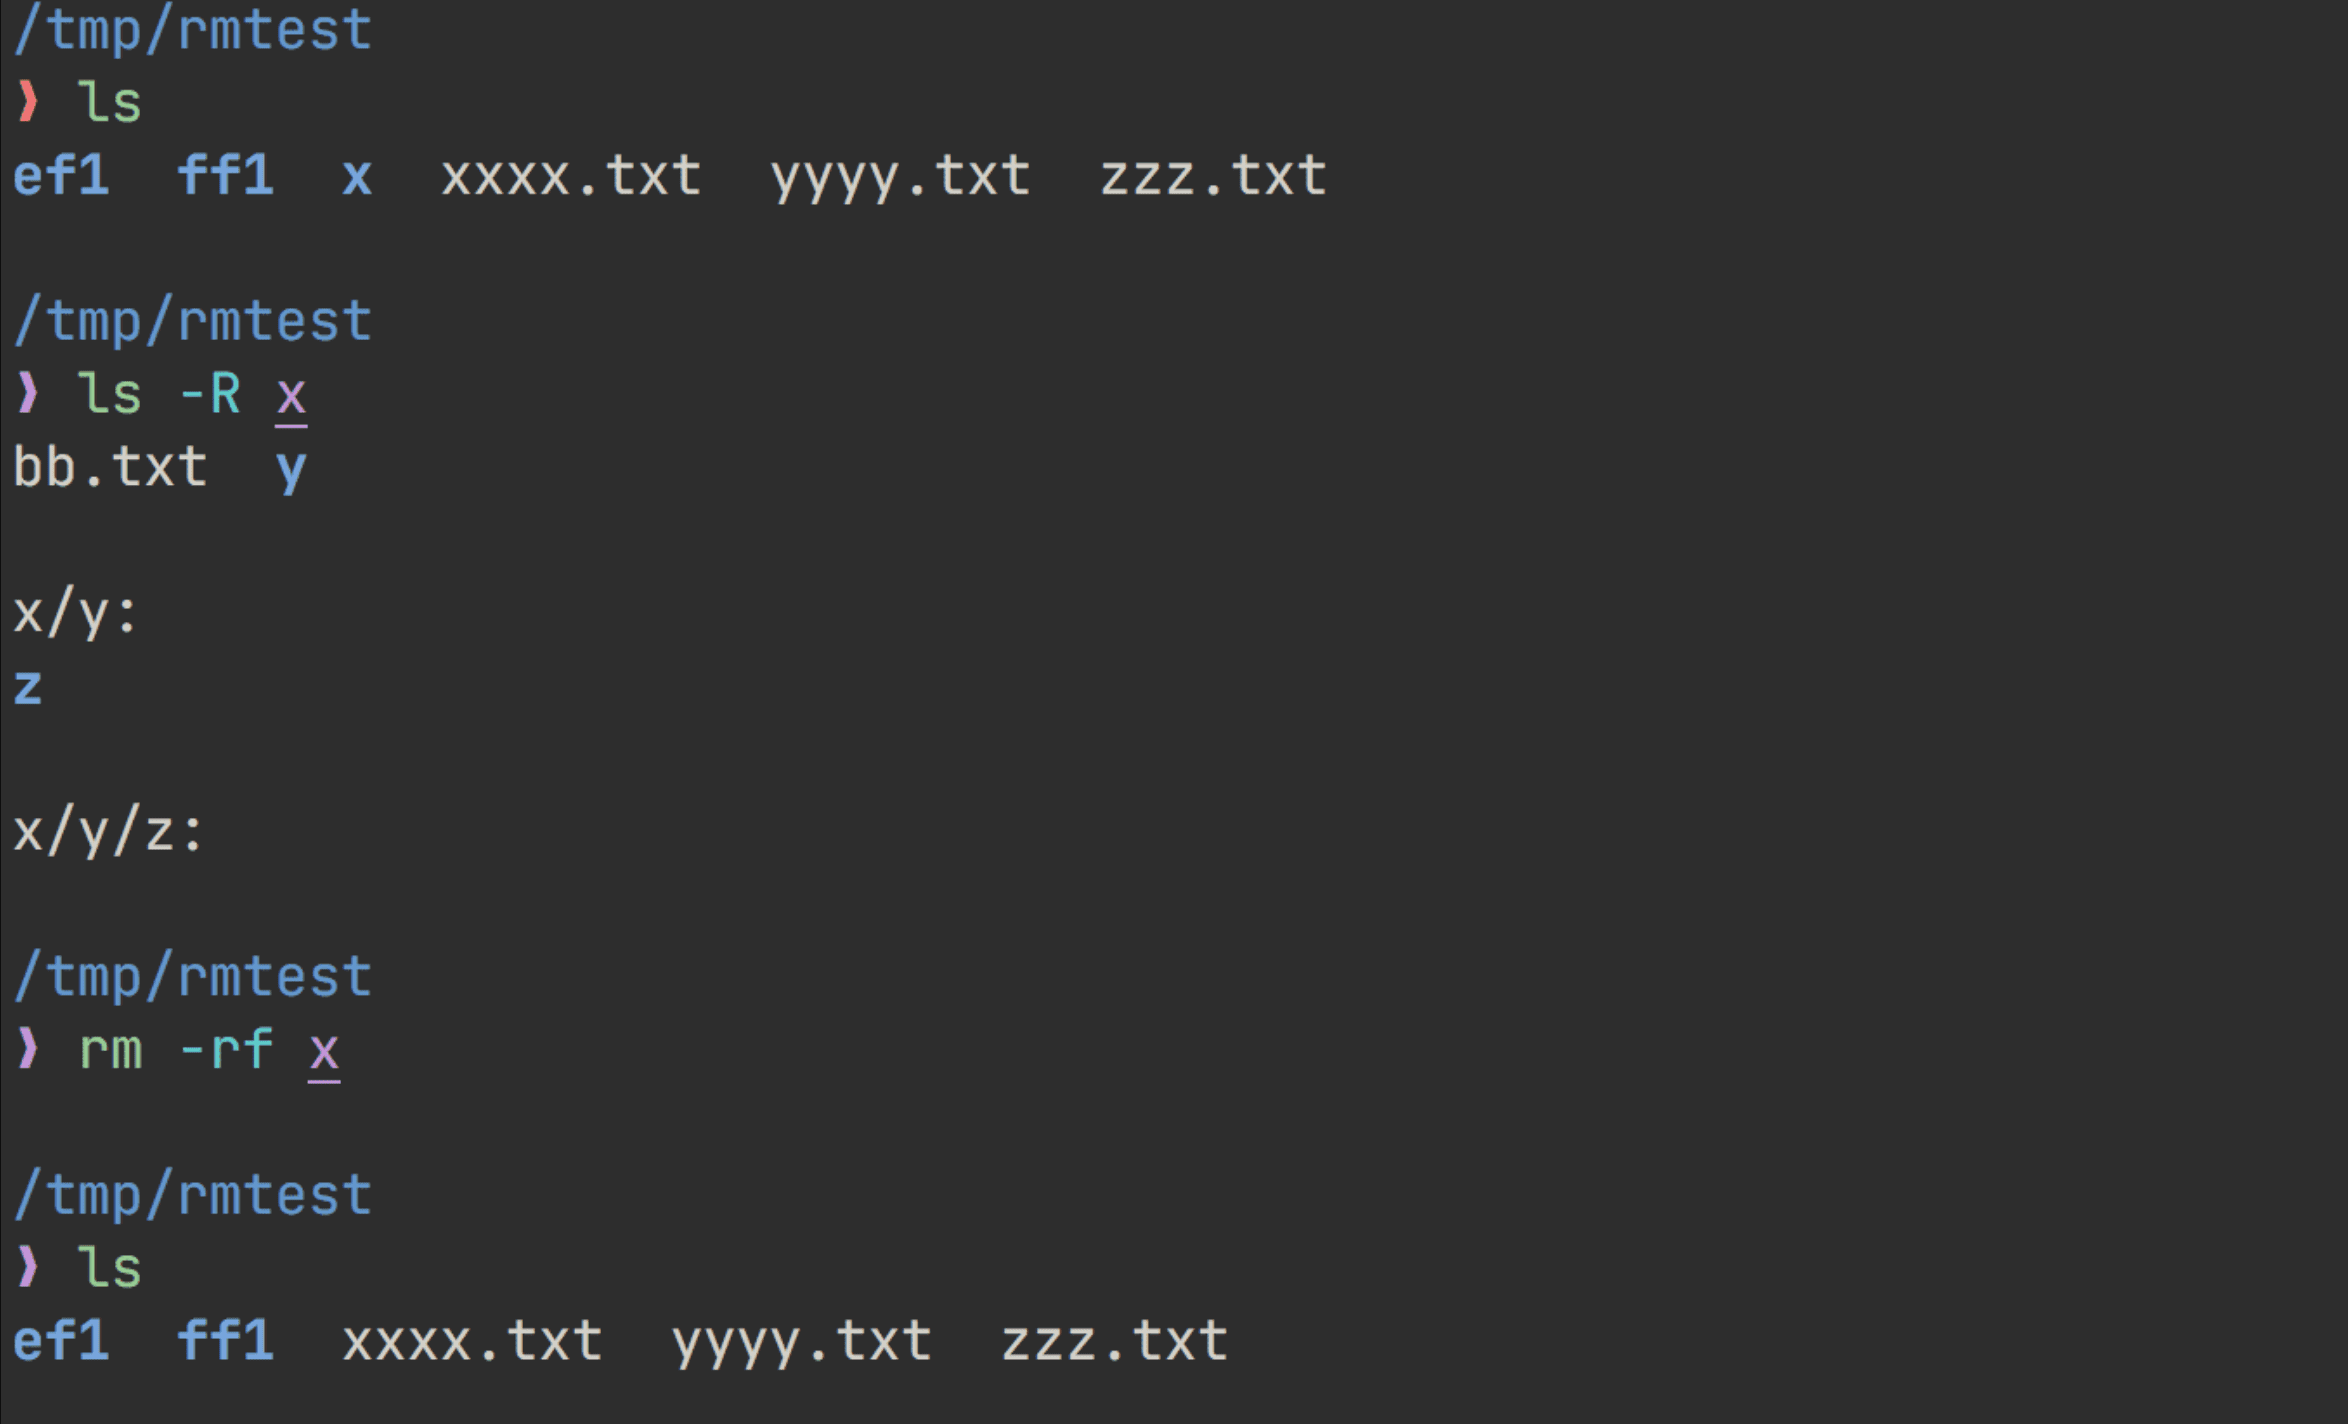 /tmp/rmtest
❱ ls
ef1  ff1  x  xxxx.txt  yyyy.txt  zzz.txt
/tmp/rmtest
❱ ls -R x
bb.txt  y
x/y:
z
x/y/z:
/tmp/rmtest
❱ rm -rf x
/tmp/rmtest
❱ ls
ef1  ff1  xxxx.txt  yyyy.txt  zzz.txt